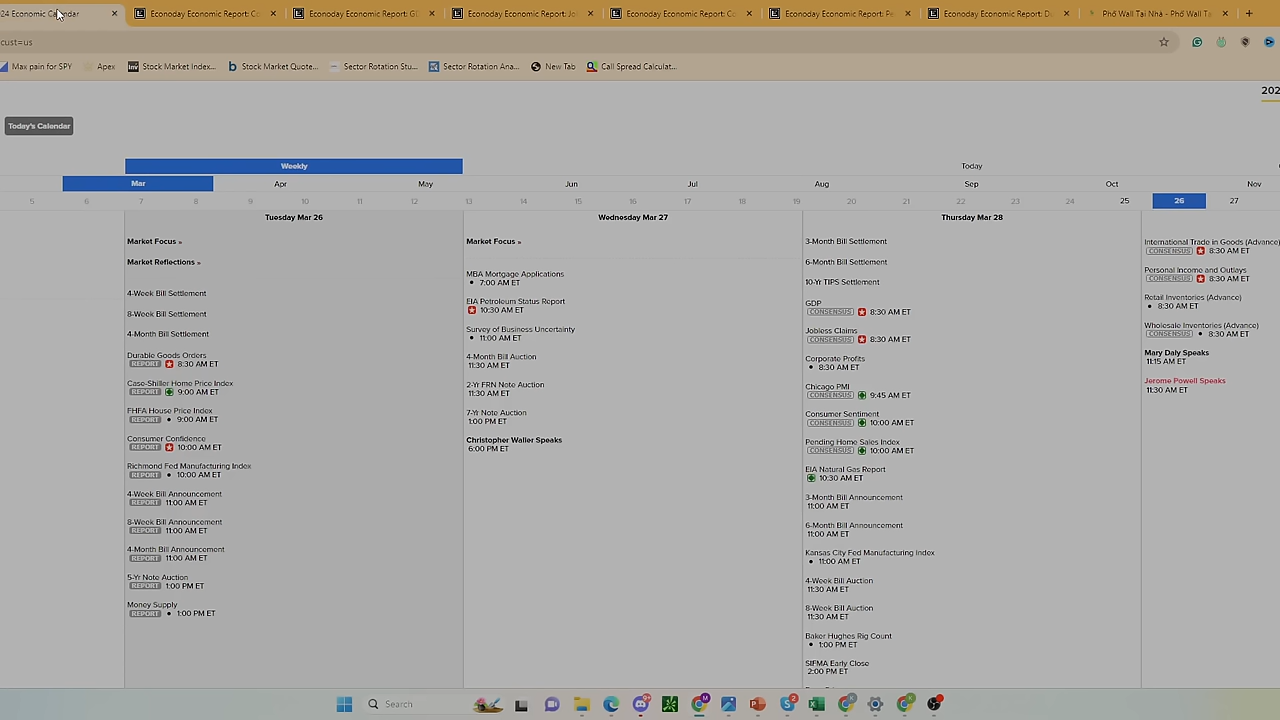 24 Economic Calendar
Econoday Economic Report: Co
Econoday Economic Report: GD
Econoday Economic Report: Jo
Econoday Economic Report: Co
Econoday Economic Report: Pe
Econoday Economic Report: D
Phố Wall Tại Nhà - Phố Wall Tạ
cust=us
Max pain for SPY
Apex
Stock Market Index...
Stock Market Quote...
Sector Rotation Stu...
Sector Rotation Ana...
New Tab
Call Spread Calculat...
202
Today's Calendar
Weekly
Today
Mar Apr May Jun Jul Aug Sep Oct Nov
5 6 7 8 9 10 11 12 13 14 15 16 17 18 19 20 21 22 23 24 25 26 27
Tuesday Mar 26
Market Focus »
Market Reflections »
4-Week Bill Settlement
8-Week Bill Settlement
4-Month Bill Settlement
Durable Goods Orders
REPORT 8:30 AM ET
Case-Shiller Home Price Index
REPORT 9:00 AM ET
FHFA House Price Index
REPORT 9:00 AM ET
Consumer Confidence
REPORT 10:00 AM ET
Richmond Fed Manufacturing Index
REPORT 10:00 AM ET
4-Week Bill Announcement
REPORT 11:00 AM ET
8-Week Bill Announcement
REPORT 11:00 AM ET
4-Month Bill Announcement
REPORT 11:00 AM ET
5-Yr Note Auction
REPORT 1:00 PM ET
Money Supply
REPORT 1:00 PM ET
Wednesday Mar 27
Market Focus »
MBA Mortgage Applications
7:00 AM ET
EIA Petroleum Status Report
10:30 AM ET
Survey of Business Uncertainty
11:00 AM ET
4-Month Bill Auction
11:30 AM ET
2-Yr FRN Note Auction
11:30 AM ET
7-Yr Note Auction
1:00 PM ET
Christopher Waller Speaks
6:00 PM ET
Thursday Mar 28
3-Month Bill Settlement
6-Month Bill Settlement
10-Yr TIPS Settlement
GDP
CONSENSUS 8:30 AM ET
Jobless Claims
CONSENSUS 8:30 AM ET
Corporate Profits
8:30 AM ET
Chicago PMI
CONSENSUS 9:45 AM ET
Consumer Sentiment
CONSENSUS 10:00 AM ET
Pending Home Sales Index
CONSENSUS 10:00 AM ET
EIA Natural Gas Report
10:30 AM ET
3-Month Bill Announcement
11:00 AM ET
6-Month Bill Announcement
11:00 AM ET
Kansas City Fed Manufacturing Index
11:00 AM ET
4-Week Bill Auction
11:30 AM ET
8-Week Bill Auction
11:30 AM ET
Baker Hughes Rig Count
1:00 PM ET
SIFMA Early Close
2:00 PM ET
International Trade in Goods (Advance)
CONSENSUS 8:30 AM ET
Personal Income and Outlays
CONSENSUS 8:30 AM ET
Retail Inventories (Advance)
8:30 AM ET
Wholesale Inventories (Advance)
CONSENSUS 8:30 AM ET
Mary Daly Speaks
11:15 AM ET
Jerome Powell Speaks
11:30 AM ET
Search